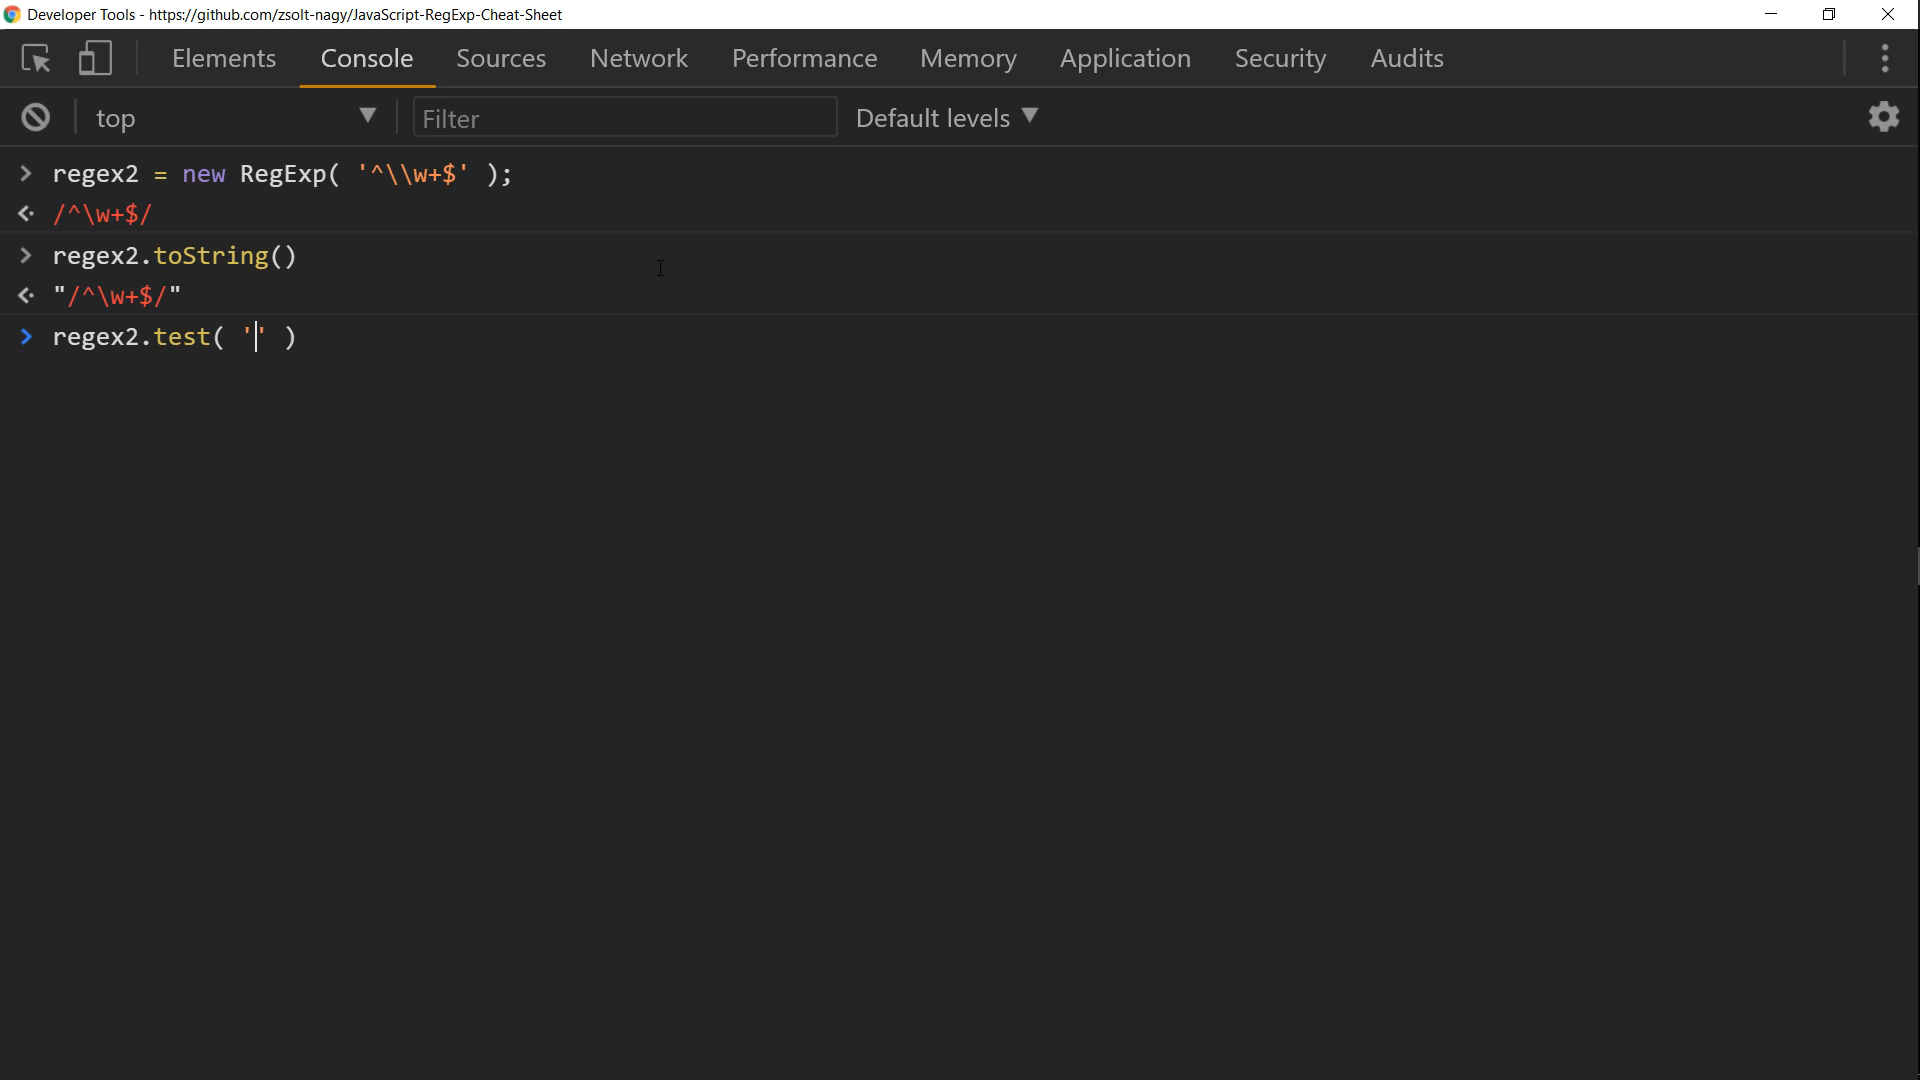 Developer Tools - https://github.com/zsolt-nagy/JavaScript-RegExp-Cheat-Sheet
Elements Console Sources Network Performance Memory Application Security Audits
top Filter Default levels
> regex2 = new RegExp( '^\\w+$' );
/^\w+$/
> regex2.toString()
"/^\w+$/"
> regex2.test( '' )